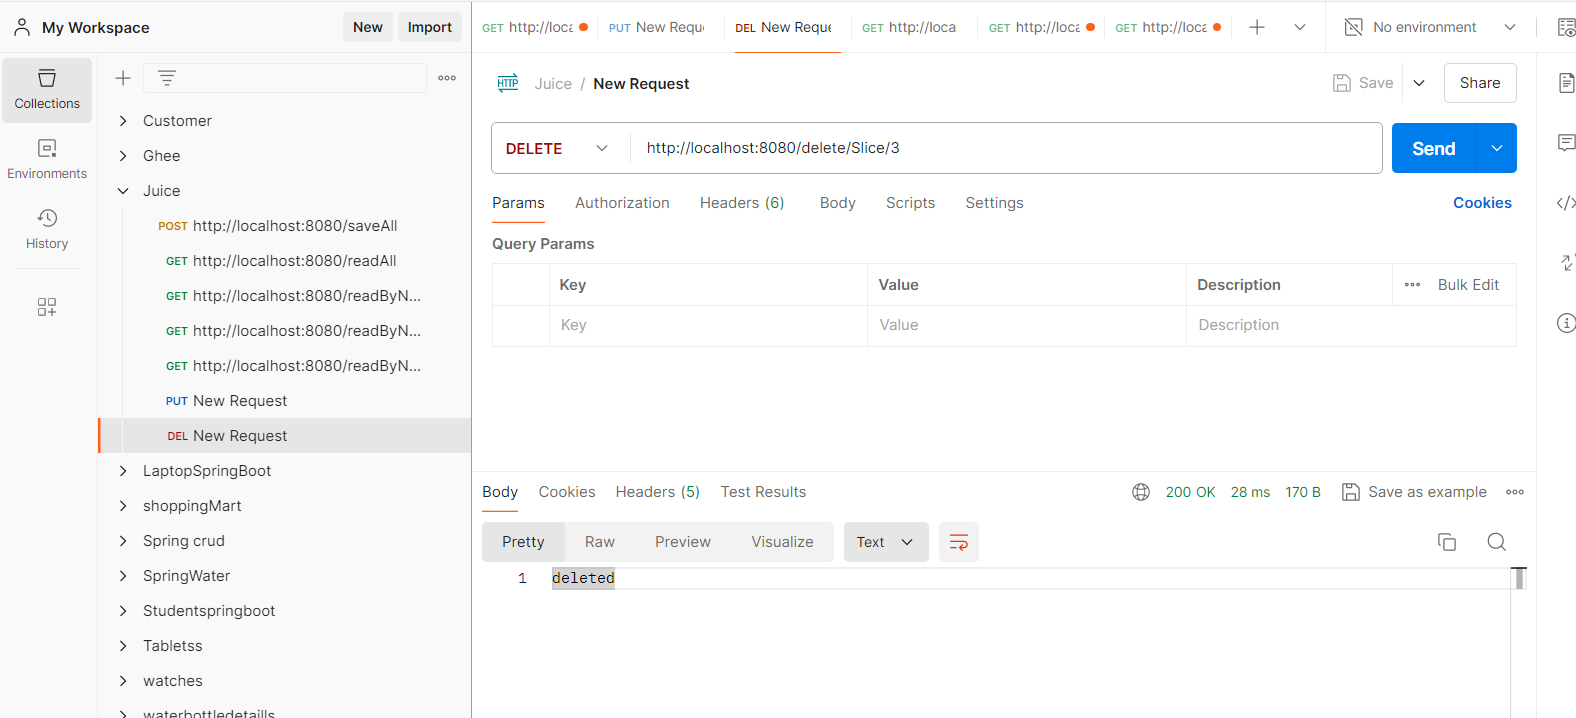 My Workspace
New
Import
GET http://loca
PUT New Requ
DEL New Reque
GET http://loca
GET http://loca
GET http://loca
No environment
Collections
Environments
History
Customer
Ghee
Juice
POST http://localhost:8080/saveAll
GET http://localhost:8080/readAll
GET http://localhost:8080/readByN...
GET http://localhost:8080/readByN...
GET http://localhost:8080/readByN...
PUT New Request
DEL New Request
LaptopSpringBoot
shoppingMart
Spring crud
SpringWater
Studentspringboot
Tabletss
watches
waterbottledetaills
HTTP Juice / New Request
Save
Share
DELETE http://localhost:8080/delete/Slice/3
Send
Params Authorization Headers (6) Body Scripts Settings Cookies
Query Params
Key Value Description Bulk Edit
Key Value Description
Body Cookies Headers (5) Test Results 200 OK 28 ms 170 B Save as example
Pretty Raw Preview Visualize Text
1 deleted